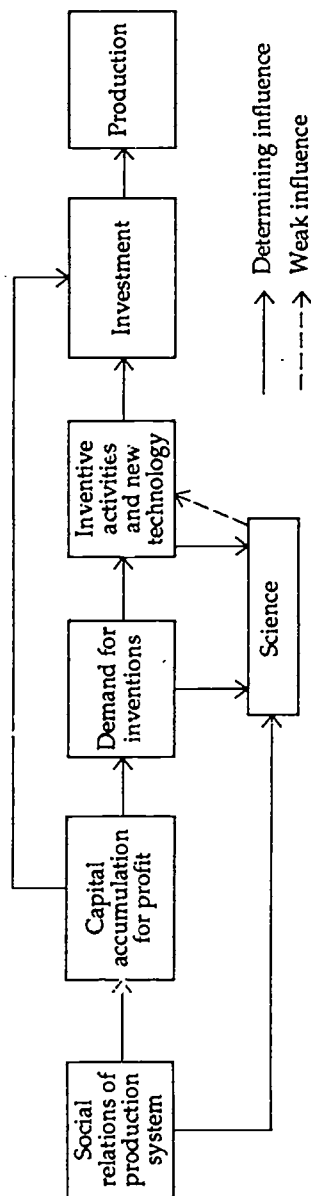 Social
relations of
production
system
Capital
accumulation
for profit
Demand for
inventions
Inventive
activities
and new
technology
Investment
Production
Science
Determining influence
Weak influence